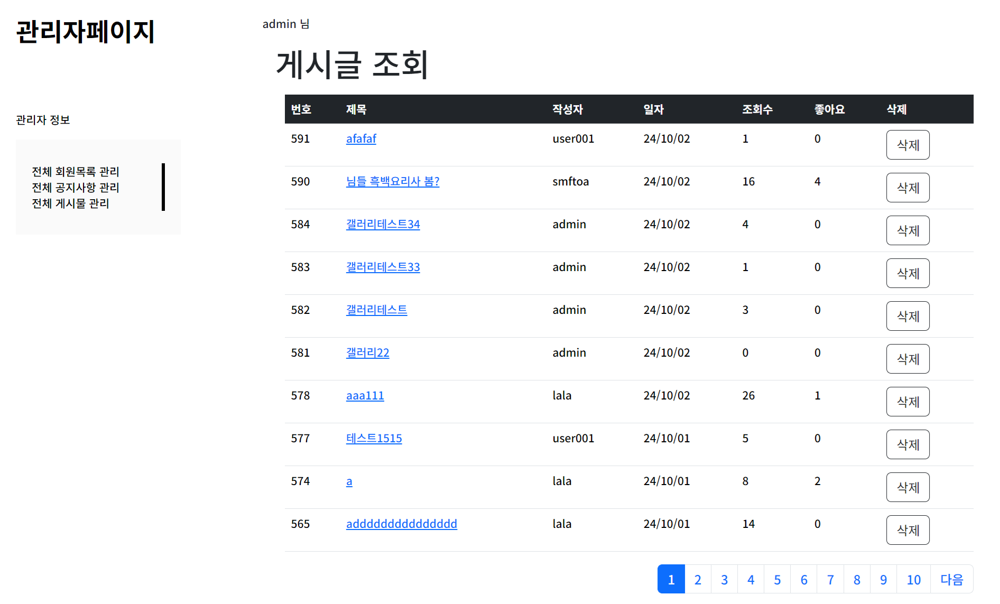 관리자페이지
관리자 정보
전체 회원목록 관리
전체 공지사항 관리
전체 게시물 관리
admin 님
게시글 조회
번호 제목 작성자 일자 조회수 좋아요 삭제
591 afafaf user001 24/10/02 1 0 삭제
590 님들 흑백요리사 봄? smftoa 24/10/02 16 4 삭제
584 갤러리테스트34 admin 24/10/02 4 0 삭제
583 갤러리테스트33 admin 24/10/02 1 0 삭제
582 갤러리테스트 admin 24/10/02 3 0 삭제
581 갤러리22 admin 24/10/02 0 0 삭제
578 aaa111 lala 24/10/02 26 1 삭제
577 테스트1515 user001 24/10/01 5 0 삭제
574 a lala 24/10/01 8 2 삭제
565 addddddddddddddd lala 24/10/01 14 0 삭제
1 2 3 4 5 6 7 8 9 10 다음